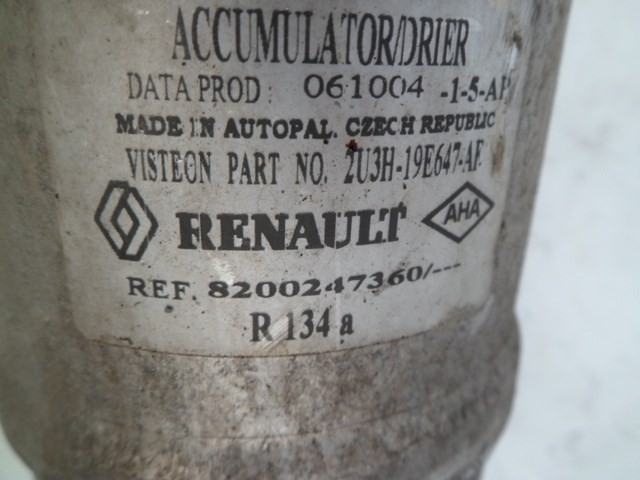 ACCUMULATOR/DRIER
DATA PROD: 061004 -1-5-AF
MADE IN AUTOPAL. CZECH REPUBLIC
VISTEON PART NO. 2U3H-19E647-AF
RENAULT AHA
REF. 8200247360/---
R 134 a